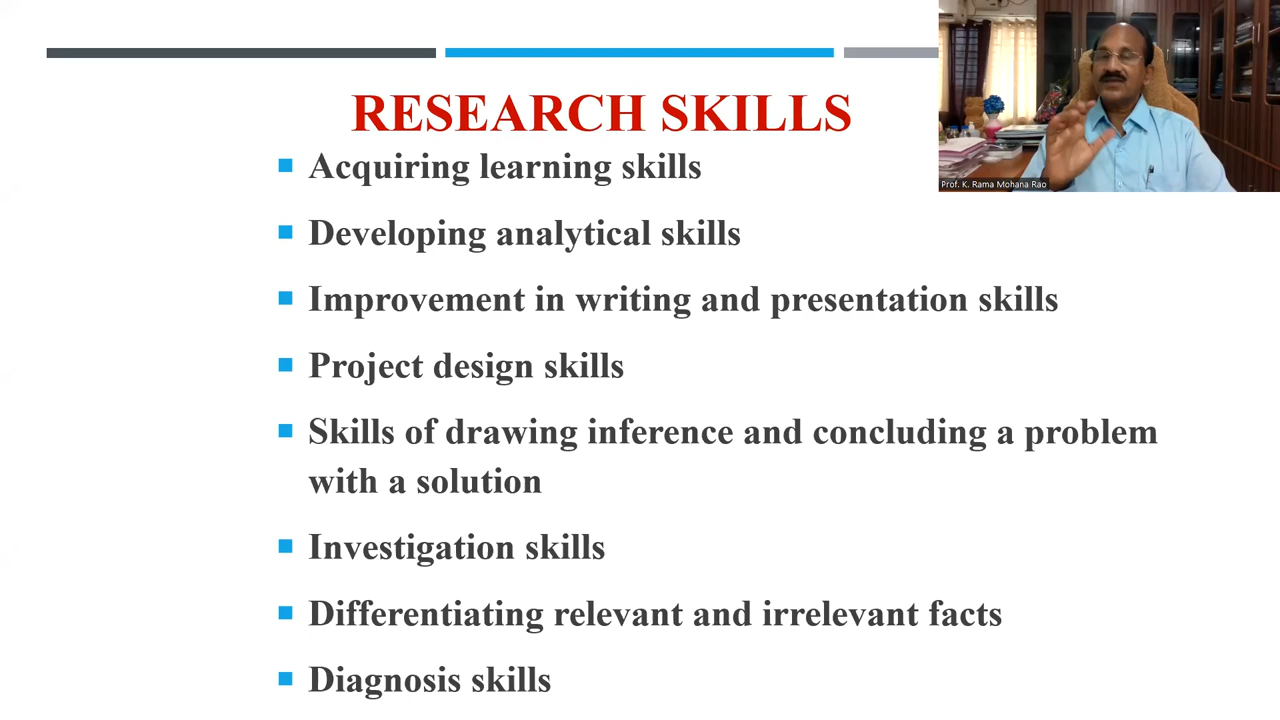 RESEARCH SKILLS
Acquiring learning skills
Developing analytical skills
Improvement in writing and presentation skills
Project design skills
Skills of drawing inference and concluding a problem
with a solution
Investigation skills
Differentiating relevant and irrelevant facts
Diagnosis skills
Prof. K. Rama Mohana Rao